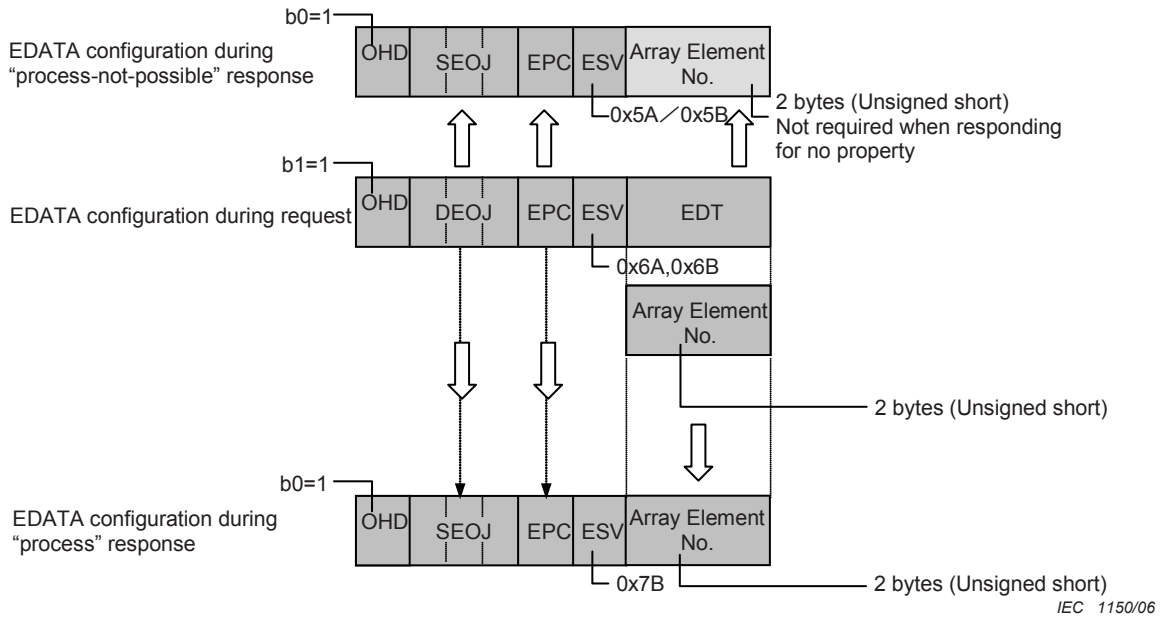 b0=1
EDATA configuration during
“process-not-possible” response
OHD
SEOJ
EPC
ESV
Array Element
No.
0x5A／0x5B
2 bytes (Unsigned short)
Not required when responding
for no property
b1=1
EDATA configuration during request
OHD
DEOJ
EPC
ESV
EDT
0x6A,0x6B
Array Element
No.
2 bytes (Unsigned short)
b0=1
EDATA configuration during
“process” response
OHD
SEOJ
EPC
ESV
Array Element
No.
0x7B
2 bytes (Unsigned short)
IEC 1150/06